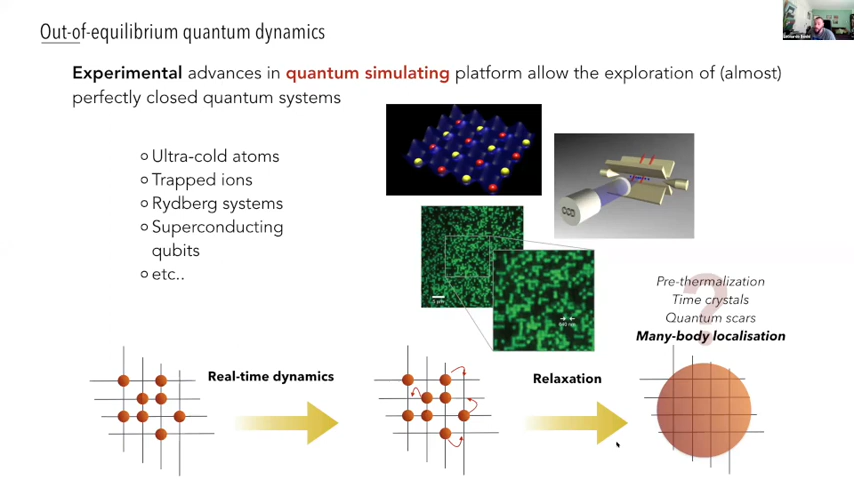 Out-of-equilibrium quantum dynamics
Experimental advances in quantum simulating platform allow the exploration of (almost)
perfectly closed quantum systems
Ultra-cold atoms
Trapped ions
Rydberg systems
Superconducting
qubits
etc..
CCD
?
Pre-thermalization
Time crystals
Quantum scars
Many-body localisation
Real-time dynamics
Relaxation